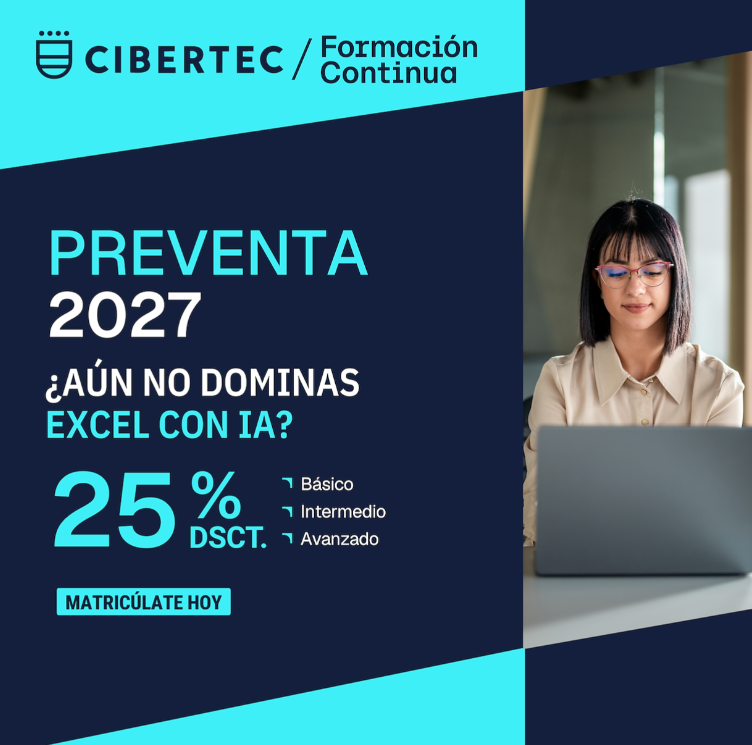 CIBERTEC / Formación
Continua
PREVENTA
2027
¿AÚN NO DOMINAS
EXCEL CON IA?
25 %
DSCT.
Básico
Intermedio
Avanzado
MATRICÚLATE HOY